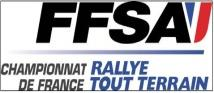 FFSA
CHAMPIONNAT RALLYE
DE FRANCE TOUT TERRAIN